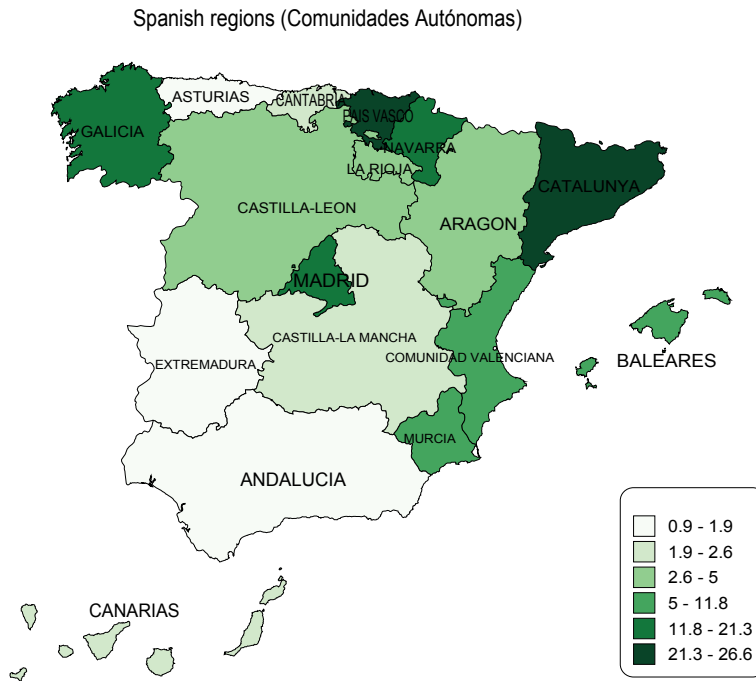 Spanish regions (Comunidades Autónomas)
ASTURIAS
CANTABRIA
PAIS VASCO
GALICIA
NAVARRA
LA RIOJA
CATALUNYA
CASTILLA-LEON
ARAGON
MADRID
CASTILLA-LA MANCHA
COMUNIDAD VALENCIANA
BALEARES
EXTREMADURA
MURCIA
ANDALUCIA
CANARIAS
0.9 - 1.9
1.9 - 2.6
2.6 - 5
5 - 11.8
11.8 - 21.3
21.3 - 26.6